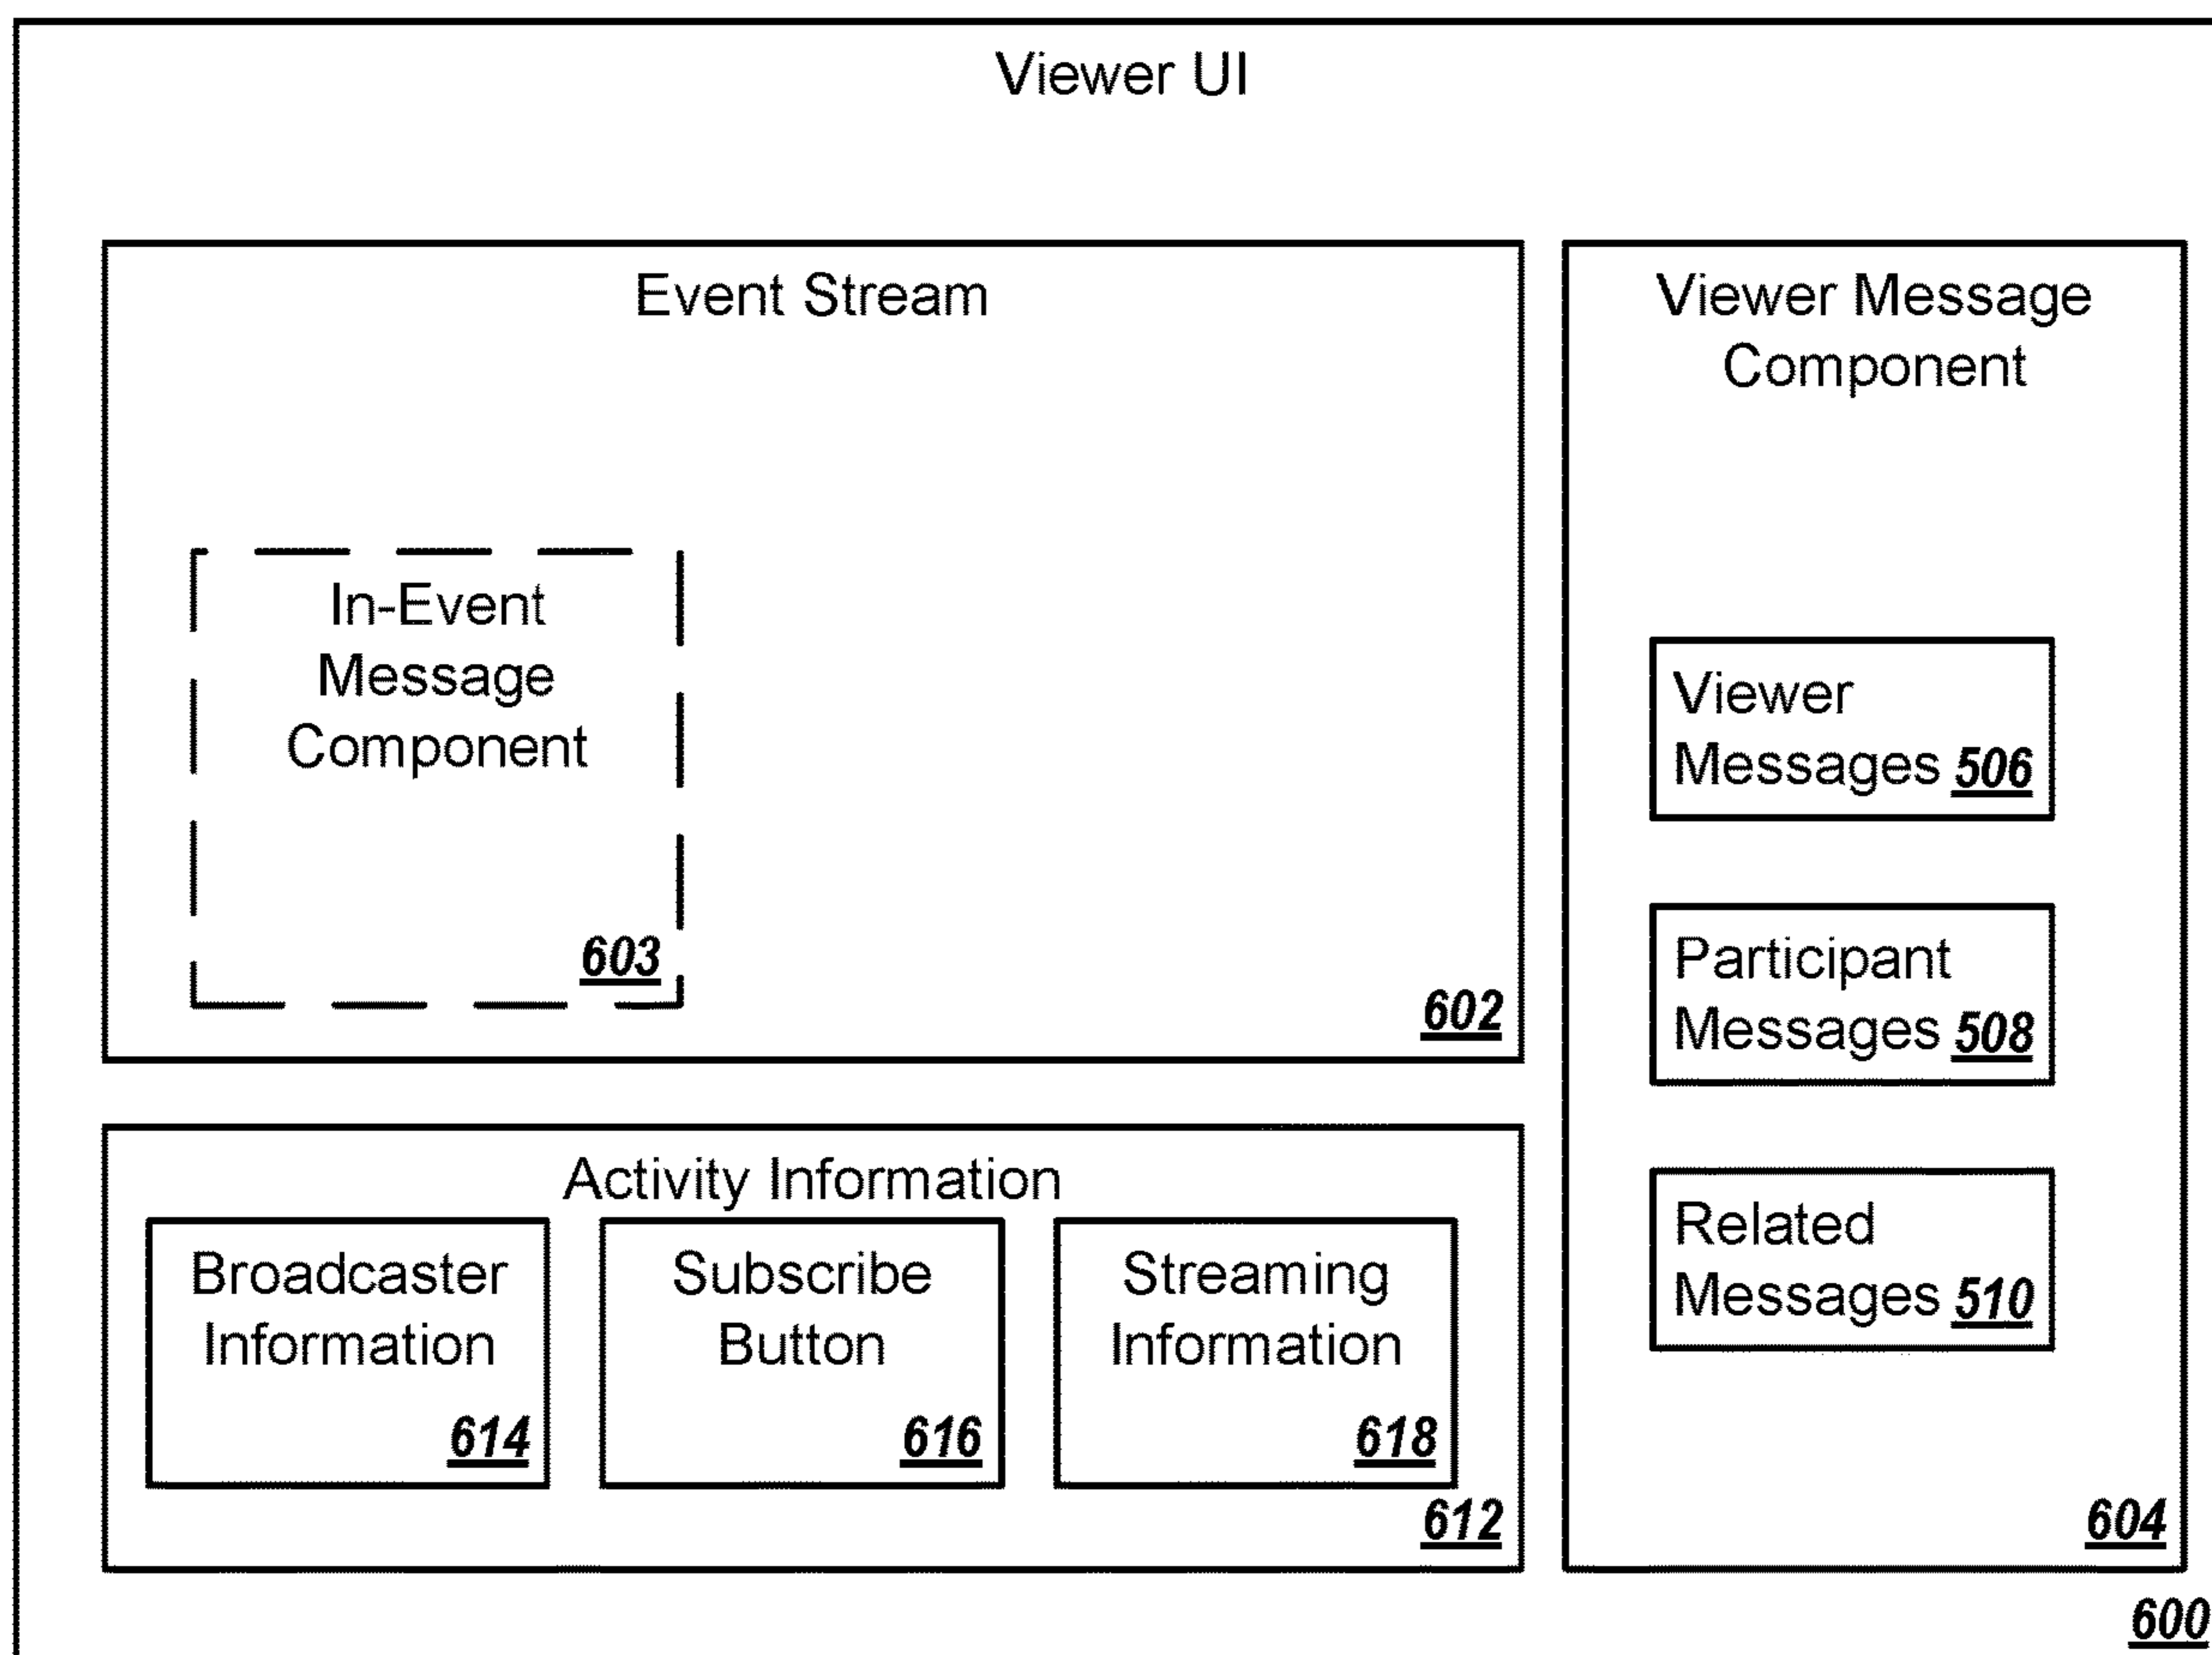 Viewer UI
Event Stream
In-Event
Message
Component
603
602
Viewer Message
Component
Viewer
Messages 506
Participant
Messages 508
Related
Messages 510
604
Activity Information
Broadcaster
Information
614
Subscribe
Button
616
Streaming
Information
618
612
600